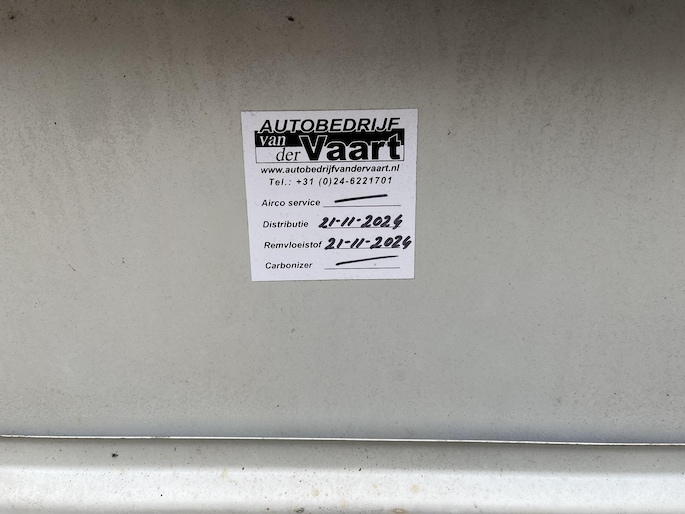 AUTOBEDRIJF
van
der Vaart
www.autobedrijfvandervaart.nl
Tel.: +31 (0)24-6221701
Airco service
Distributie 21-11-2024
Remvloeistof 21-11-2024
Carbonizer